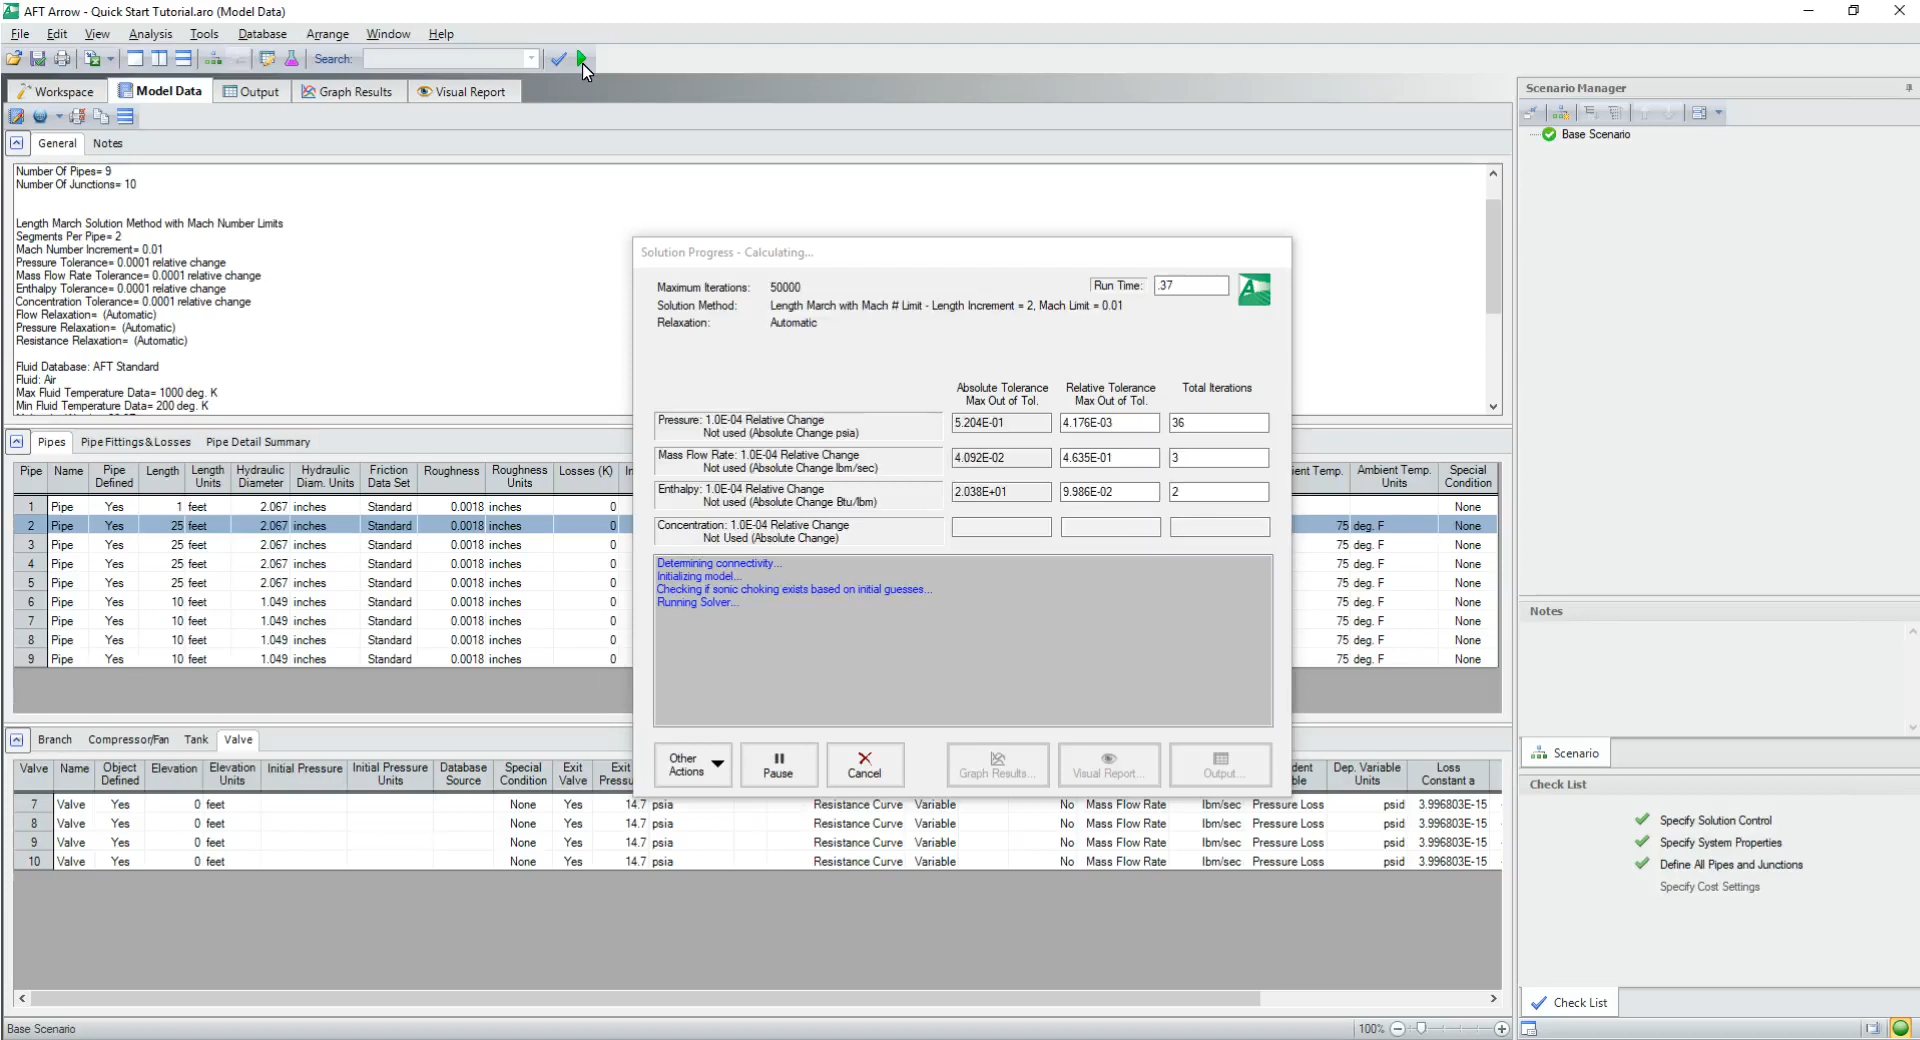 AFT Arrow - Quick Start Tutorial.aro (Model Data)
File Edit View Analysis Tools Database Arrange Window Help
Search:
Workspace Model Data Output Graph Results Visual Report
General Notes
Number Of Pipes= 9
Number Of Junctions= 10
Length March Solution Method with Mach Number Limits
Segments Per Pipe= 2
Mach Number Increment= 0.01
Pressure Tolerance= 0.0001 relative change
Mass Flow Rate Tolerance= 0.0001 relative change
Enthalpy Tolerance= 0.0001 relative change
Concentration Tolerance= 0.0001 relative change
Flow Relaxation= (Automatic)
Pressure Relaxation= (Automatic)
Resistance Relaxation= (Automatic)
Fluid Database: AFT Standard
Fluid: Air
Max Fluid Temperature Data= 1000 deg. K
Min Fluid Temperature Data= 200 deg. K
Pipes Pipe Fittings & Losses Pipe Detail Summary
Pipe Name Pipe Defined Length Length Units Hydraulic Diameter Hydraulic Diam. Units Friction Data Set Roughness Roughness Units Losses (K) ient Temp. Ambient Temp. Units Special Condition
1 Pipe Yes 1 feet 2.067 inches Standard 0.0018 inches 0 None
2 Pipe Yes 25 feet 2.067 inches Standard 0.0018 inches 0 75 deg. F None
3 Pipe Yes 25 feet 2.067 inches Standard 0.0018 inches 0 75 deg. F None
4 Pipe Yes 25 feet 2.067 inches Standard 0.0018 inches 0 75 deg. F None
5 Pipe Yes 25 feet 2.067 inches Standard 0.0018 inches 0 75 deg. F None
6 Pipe Yes 10 feet 1.049 inches Standard 0.0018 inches 0 75 deg. F None
7 Pipe Yes 10 feet 1.049 inches Standard 0.0018 inches 0 75 deg. F None
8 Pipe Yes 10 feet 1.049 inches Standard 0.0018 inches 0 75 deg. F None
9 Pipe Yes 10 feet 1.049 inches Standard 0.0018 inches 0 75 deg. F None
Branch Compressor/Fan Tank Valve
Valve Name Object Defined Elevation Elevation Units Initial Pressure Initial Pressure Units Database Source Special Condition Exit Valve Exit Pressu dent ble Dep. Variable Units Loss Constant a
7 Valve Yes 0 feet None Yes 14.7 psia Resistance Curve Variable No Mass Flow Rate lbm/sec Pressure Loss psid 3.996803E-15
8 Valve Yes 0 feet None Yes 14.7 psia Resistance Curve Variable No Mass Flow Rate lbm/sec Pressure Loss psid 3.996803E-15
9 Valve Yes 0 feet None Yes 14.7 psia Resistance Curve Variable No Mass Flow Rate lbm/sec Pressure Loss psid 3.996803E-15
10 Valve Yes 0 feet None Yes 14.7 psia Resistance Curve Variable No Mass Flow Rate lbm/sec Pressure Loss psid 3.996803E-15
Solution Progress - Calculating...
Maximum Iterations: 50000
Run Time: .37
Solution Method: Length March with Mach # Limit - Length Increment = 2, Mach Limit = 0.01
Relaxation: Automatic
Absolute Tolerance Relative Tolerance Total Iterations
Max Out of Tol. Max Out of Tol.
Pressure: 1.0E-04 Relative Change 5.204E-01 4.176E-03 36
Not used (Absolute Change psia)
Mass Flow Rate: 1.0E-04 Relative Change 4.092E-02 4.635E-01 3
Not used (Absolute Change lbm/sec)
Enthalpy: 1.0E-04 Relative Change 2.038E+01 9.986E-02 2
Not used (Absolute Change Btu/lbm)
Concentration: 1.0E-04 Relative Change
Not Used (Absolute Change)
Determining connectivity...
Initializing model...
Checking if sonic choking exists based on initial guesses...
Running Solver...
Other Actions Pause Cancel Graph Results... Visual Report... Output...
Scenario Manager
Base Scenario
Notes
Scenario
Check List
Specify Solution Control
Specify System Properties
Define All Pipes and Junctions
Specify Cost Settings
Check List
Base Scenario
100%